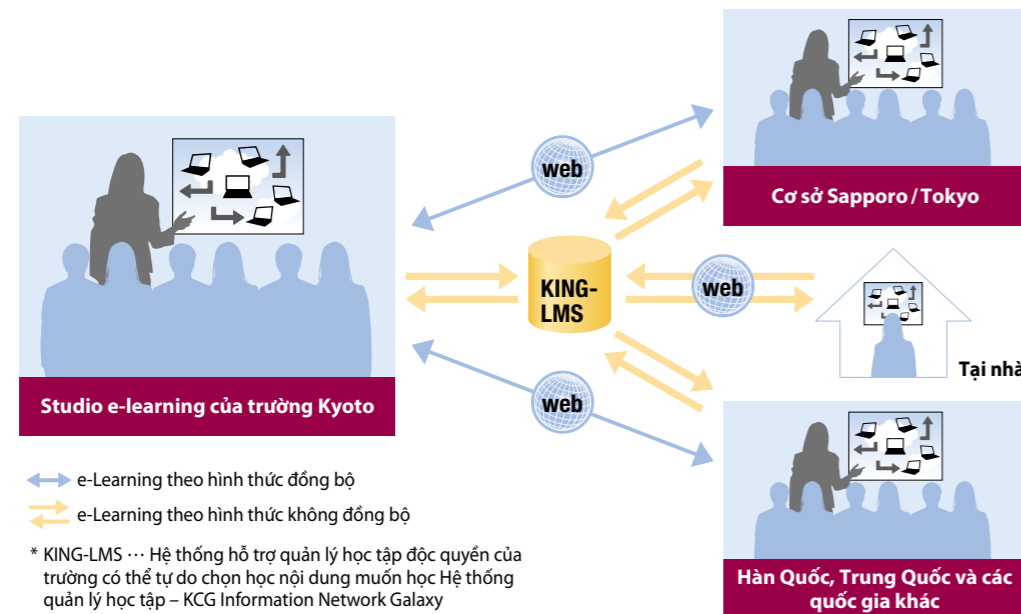 web
Cơ sở Sapporo / Tokyo
KING-
LMS
web
Tại nhà
Studio e-learning của trường Kyoto
web
e-Learning theo hình thức đồng bộ
e-Learning theo hình thức không đồng bộ
* KING-LMS ··· Hệ thống hỗ trợ quản lý học tập độc quyền của
trường có thể tự do chọn học nội dung muốn học Hệ thống
quản lý học tập – KCG Information Network Galaxy
Hàn Quốc, Trung Quốc và các
quốc gia khác